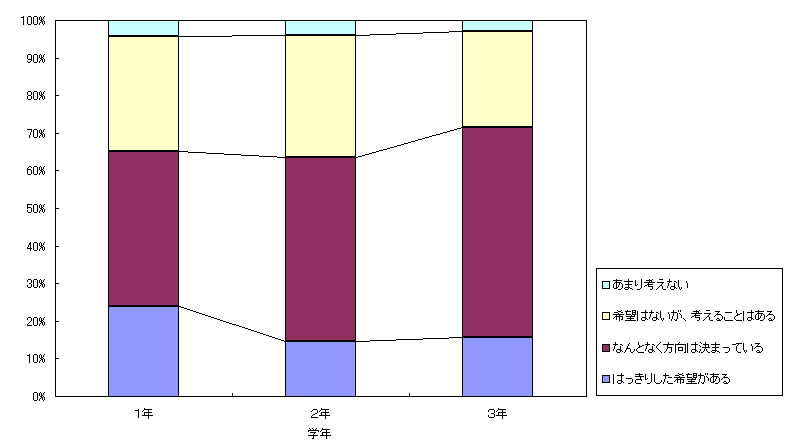 100%
90%
80%
70%
60%
50%
40%
30%
20%
10%
0%
1年
2年
3年
学年
あまり考えない
希望はないが、考えることはある
なんとなく方向は決まっている
はっきりした希望がある